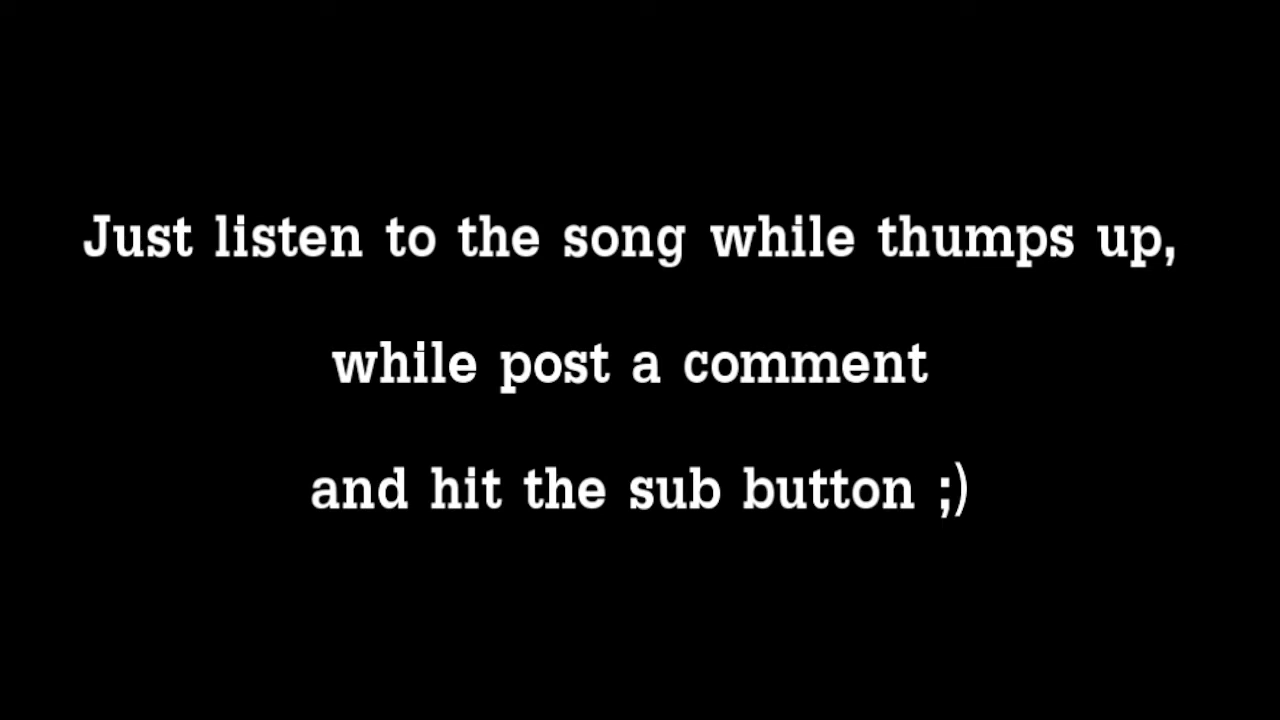 Just listen to the song while thumps up,
while post a comment
and hit the sub button ;)